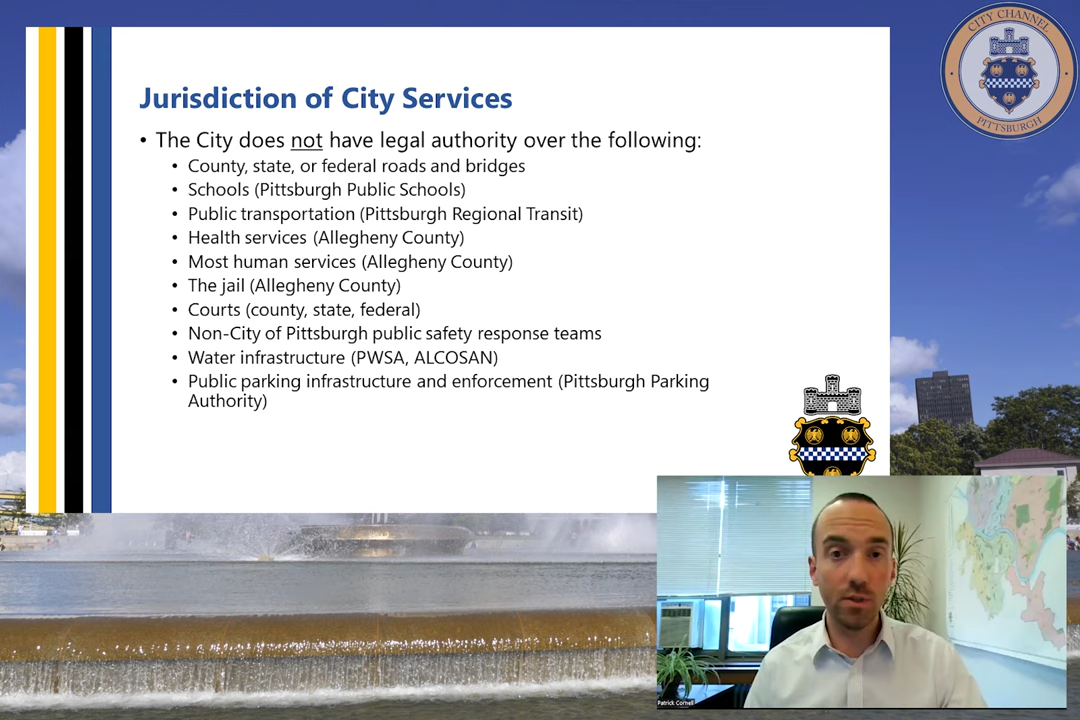 CITY CHANNEL
PITTSBURGH
Jurisdiction of City Services
• The City does not have legal authority over the following:
• County, state, or federal roads and bridges
• Schools (Pittsburgh Public Schools)
• Public transportation (Pittsburgh Regional Transit)
• Health services (Allegheny County)
• Most human services (Allegheny County)
• The jail (Allegheny County)
• Courts (county, state, federal)
• Non-City of Pittsburgh public safety response teams
• Water infrastructure (PWSA, ALCOSAN)
• Public parking infrastructure and enforcement (Pittsburgh Parking
Authority)
Patrick Cornell